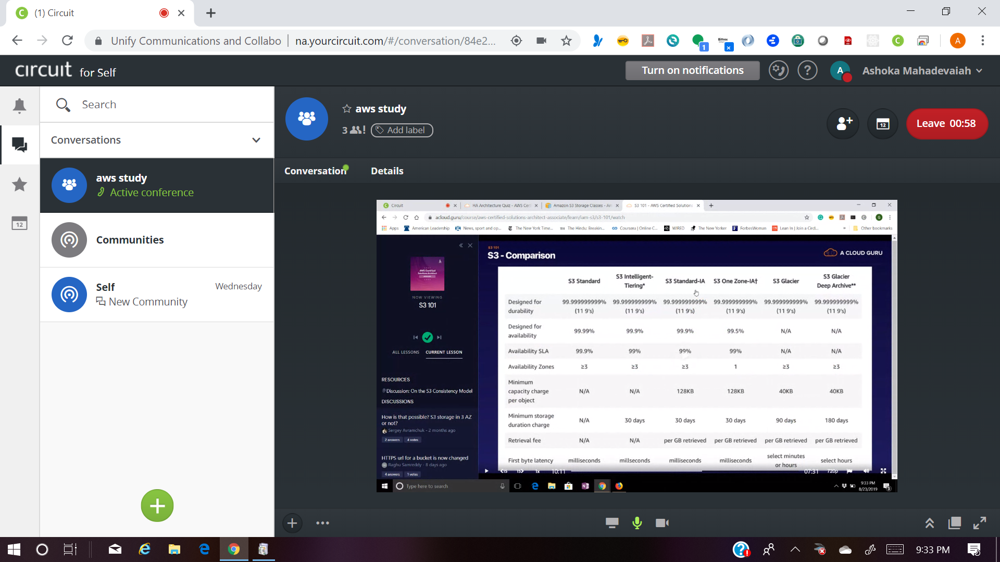 (1) Circuit
Unify Communications and Collabo
na.yourcircuit.com/#/conversation/84e2...
Bittrex
1
A
circuit for Self
Turn on notifications
A
Ashoka Mahadevaiah
Search
Conversations
aws study
Active conference
12
Communities
Self
Wednesday
New Community
aws study
3
Add label
12
Leave 00:58
Conversation
Details
Circuit
HA Architecture Quiz - AWS Cert
Amazon S3 Storage Classes - Am
S3 101 - AWS Certified Solutions
acloud.guru/course/aws-certified-solutions-architect-associate/learn/iam-s3/s3-101/watch
Apps
American Leadership
News, sport and op...
The New York Time...
The Hindu: Breakin...
Coursera | Online C...
WIRED
The New Yorker
ForbesWoman
Lean In | Join a Circl...
Other bookmarks
AWS Certified
Solutions Architect
NOW VIEWING
S3 101
ALL LESSONS
CURRENT LESSON
RESOURCES
Discussion: On the S3 Consistency Model
DISCUSSIONS
How is that possible? S3 storage in 3 AZ
or not?
Sergey Avramchuk - 2 months ago
2 answers 4 votes
HTTPS url for a bucket is now changed
Raghu Samreddy - 8 days ago
4 answers 1 votes
S3 101
S3 - Comparison
A CLOUD GURU
S3 Standard
S3 Intelligent-
Tiering*
S3 Standard-IA
S3 One Zone-IA†
S3 Glacier
S3 Glacier
Deep Archive**
Designed for
durability
99.999999999% 99.999999999% 99.999999999% 99.999999999% 99.999999999% 99.999999999%
(11 9's) (11 9's) (11 9's) (11 9's) (11 9's) (11 9's)
Designed for
availability
99.99% 99.9% 99.9% 99.5% N/A N/A
Availability SLA 99.9% 99% 99% 99% N/A N/A
Availability Zones ≥3 ≥3 ≥3 1 ≥3 ≥3
Minimum
capacity charge
per object
N/A N/A 128KB 128KB 40KB 40KB
Minimum storage
duration charge
N/A 30 days 30 days 30 days 90 days 180 days
Retrieval fee N/A N/A per GB retrieved per GB retrieved per GB retrieved per GB retrieved
First byte latency milliseconds millseconds milliseconds milliseconds
select minutes
or hours
select hours
15 15 1x 10:11
07:31 720p
Type here to search
9:33 PM
8/23/2019
3
9:33 PM